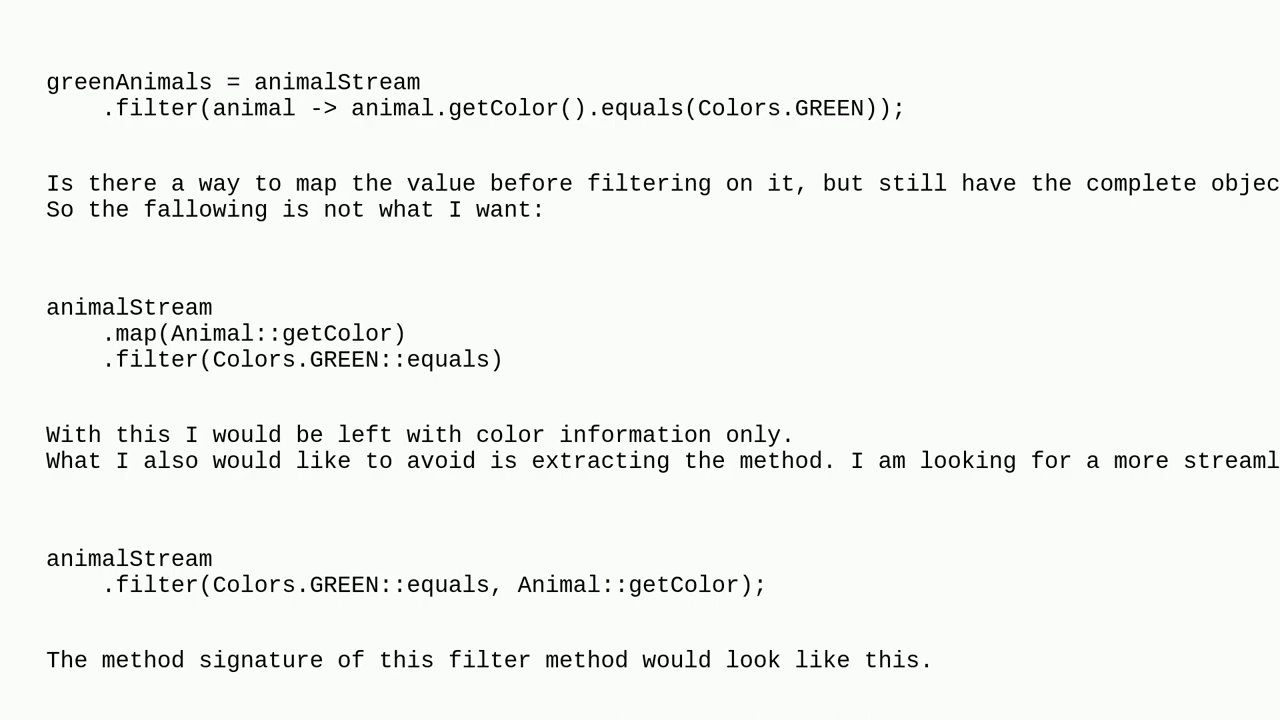 greenAnimals = animalStream
    .filter(animal -> animal.getColor().equals(Colors.GREEN));
Is there a way to map the value before filtering on it, but still have the complete objec
So the fallowing is not what I want:
animalStream
    .map(Animal::getColor)
    .filter(Colors.GREEN::equals)
With this I would be left with color information only.
What I also would like to avoid is extracting the method. I am looking for a more streaml
animalStream
    .filter(Colors.GREEN::equals, Animal::getColor);
The method signature of this filter method would look like this.